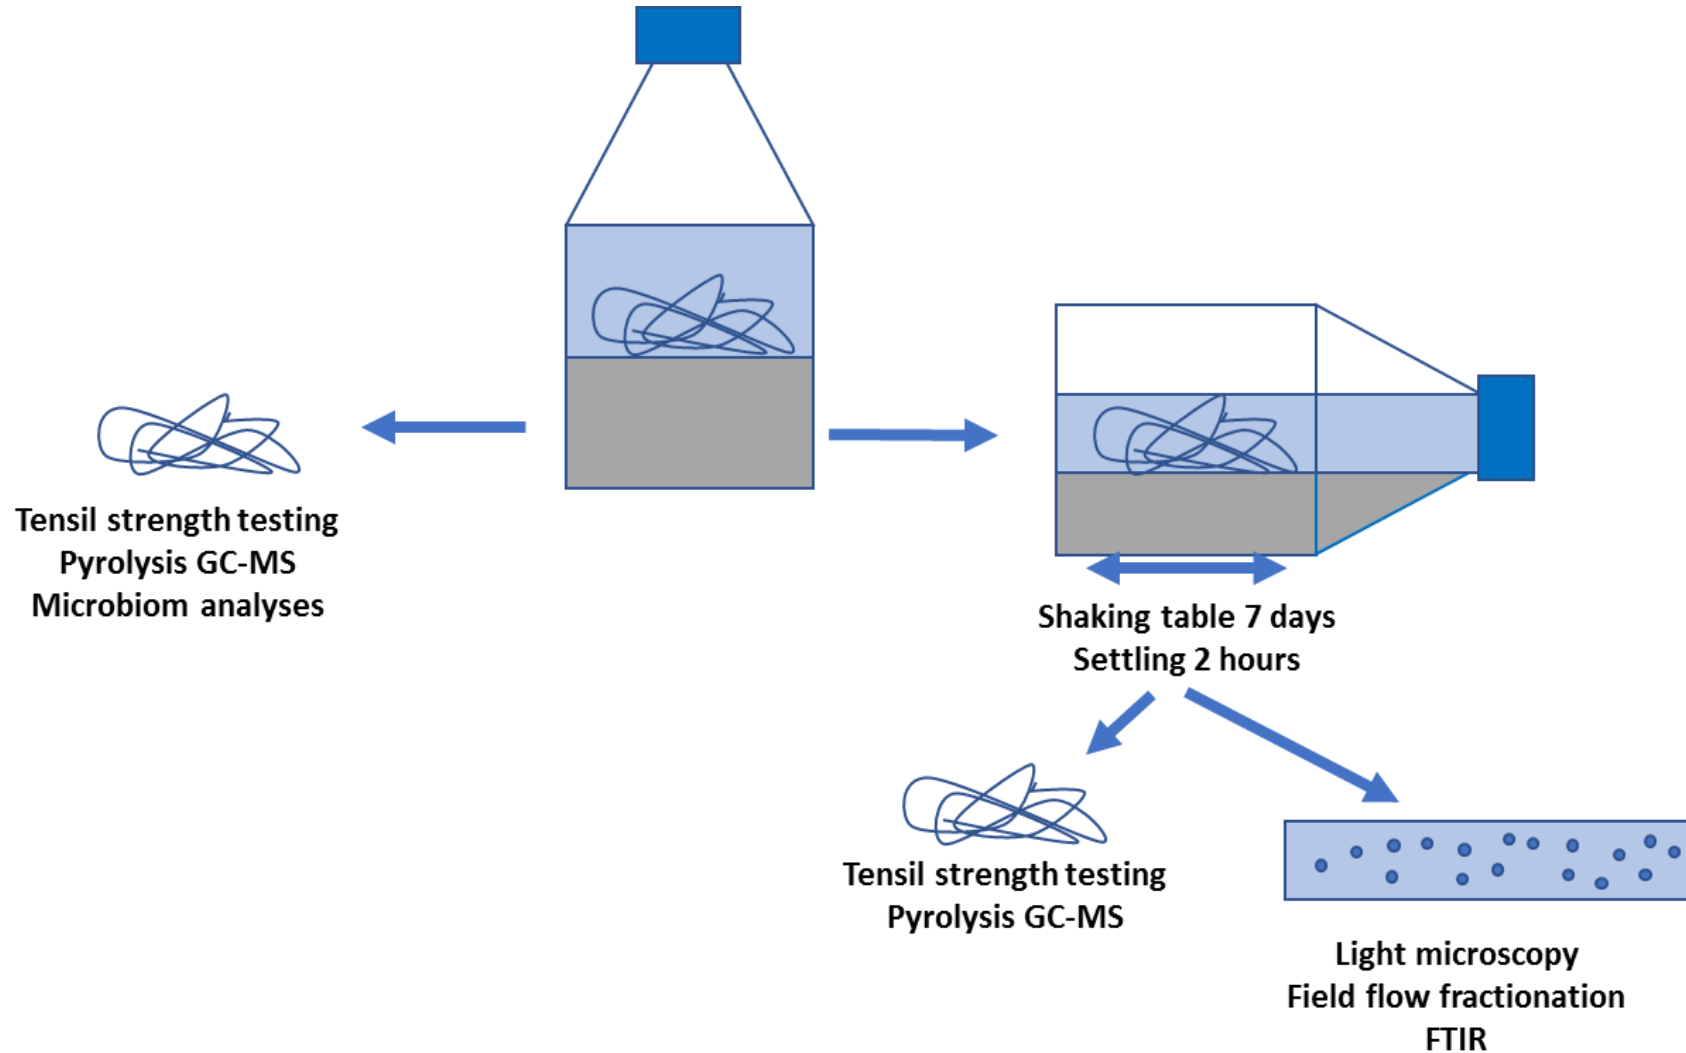 Tensil strength testing
Pyrolysis GC-MS
Microbiom analyses
Shaking table 7 days
Settling 2 hours
Tensil strength testing
Pyrolysis GC-MS
Light microscopy
Field flow fractionation
FTIR